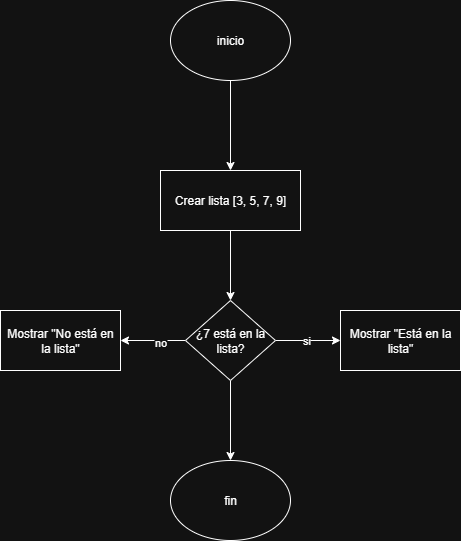 inicio
Crear lista [3, 5, 7, 9]
¿7 está en la
lista?
no
si
Mostrar "No está en
la lista"
Mostrar "Está en la
lista"
fin